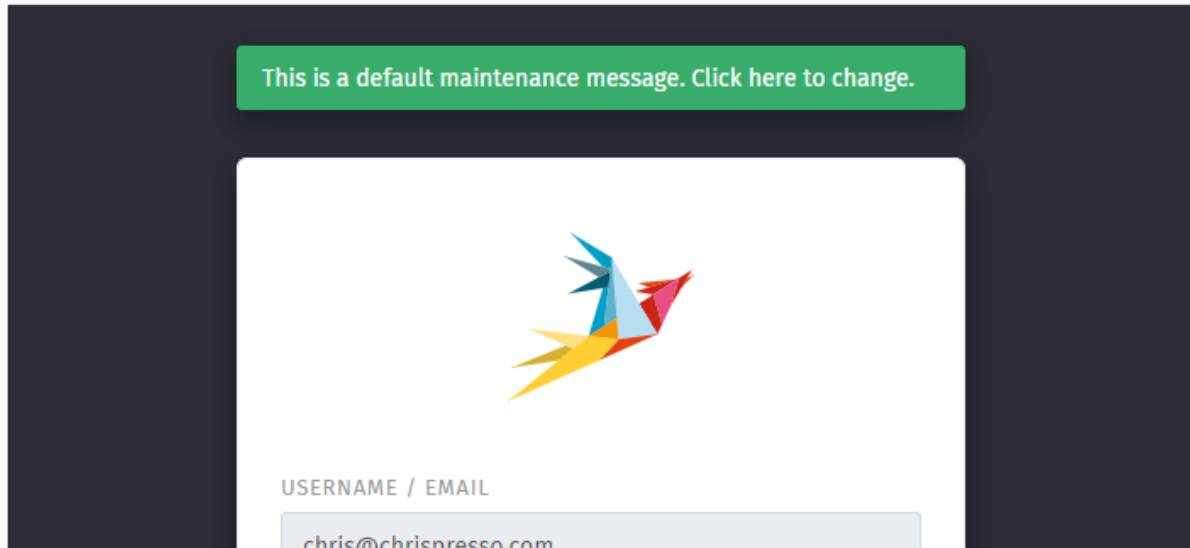 This is a default maintenance message. Click here to change.
USERNAME / EMAIL
chris@chrispresso.com